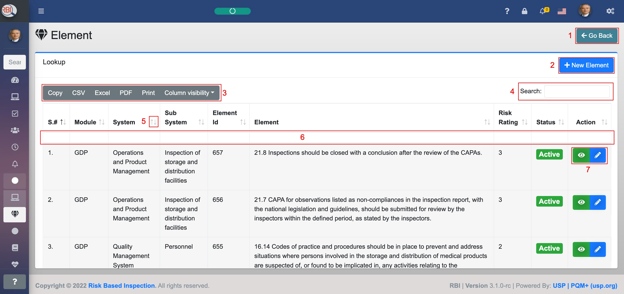 RBI
5
Element
1
Go Back
Sear
Lookup
2
New Element
Copy CSV Excel PDF Print Column visibility
3
4
Search:
S.# Module System 5 Sub System Element Id Element Risk Rating Status Action
6
1. GDP Operations and Product Management Inspection of storage and distribution facilities 657 21.8 Inspections should be closed with a conclusion after the review of the CAPAs. 3 Active
7
2. GDP Operations and Product Management Inspection of storage and distribution facilities 656 21.7 CAPA for observations listed as non-compliances in the inspection report, with the national legislation and guidelines, should be submitted for review by the inspectors within the defined period, as stated by the inspectors. 3 Active
3. GDP Quality Management System Personnel 655 16.14 Codes of practice and procedures should be in place to prevent and address situations where persons involved in the storage and distribution of medical products are suspected of, or found to be implicated in, any activities relating to the 2 Active
Copyright © 2022 Risk Based Inspection. All rights reserved.
RBI | Version 3.1.0-rc | Powered By: USP | PQM+ (usp.org)